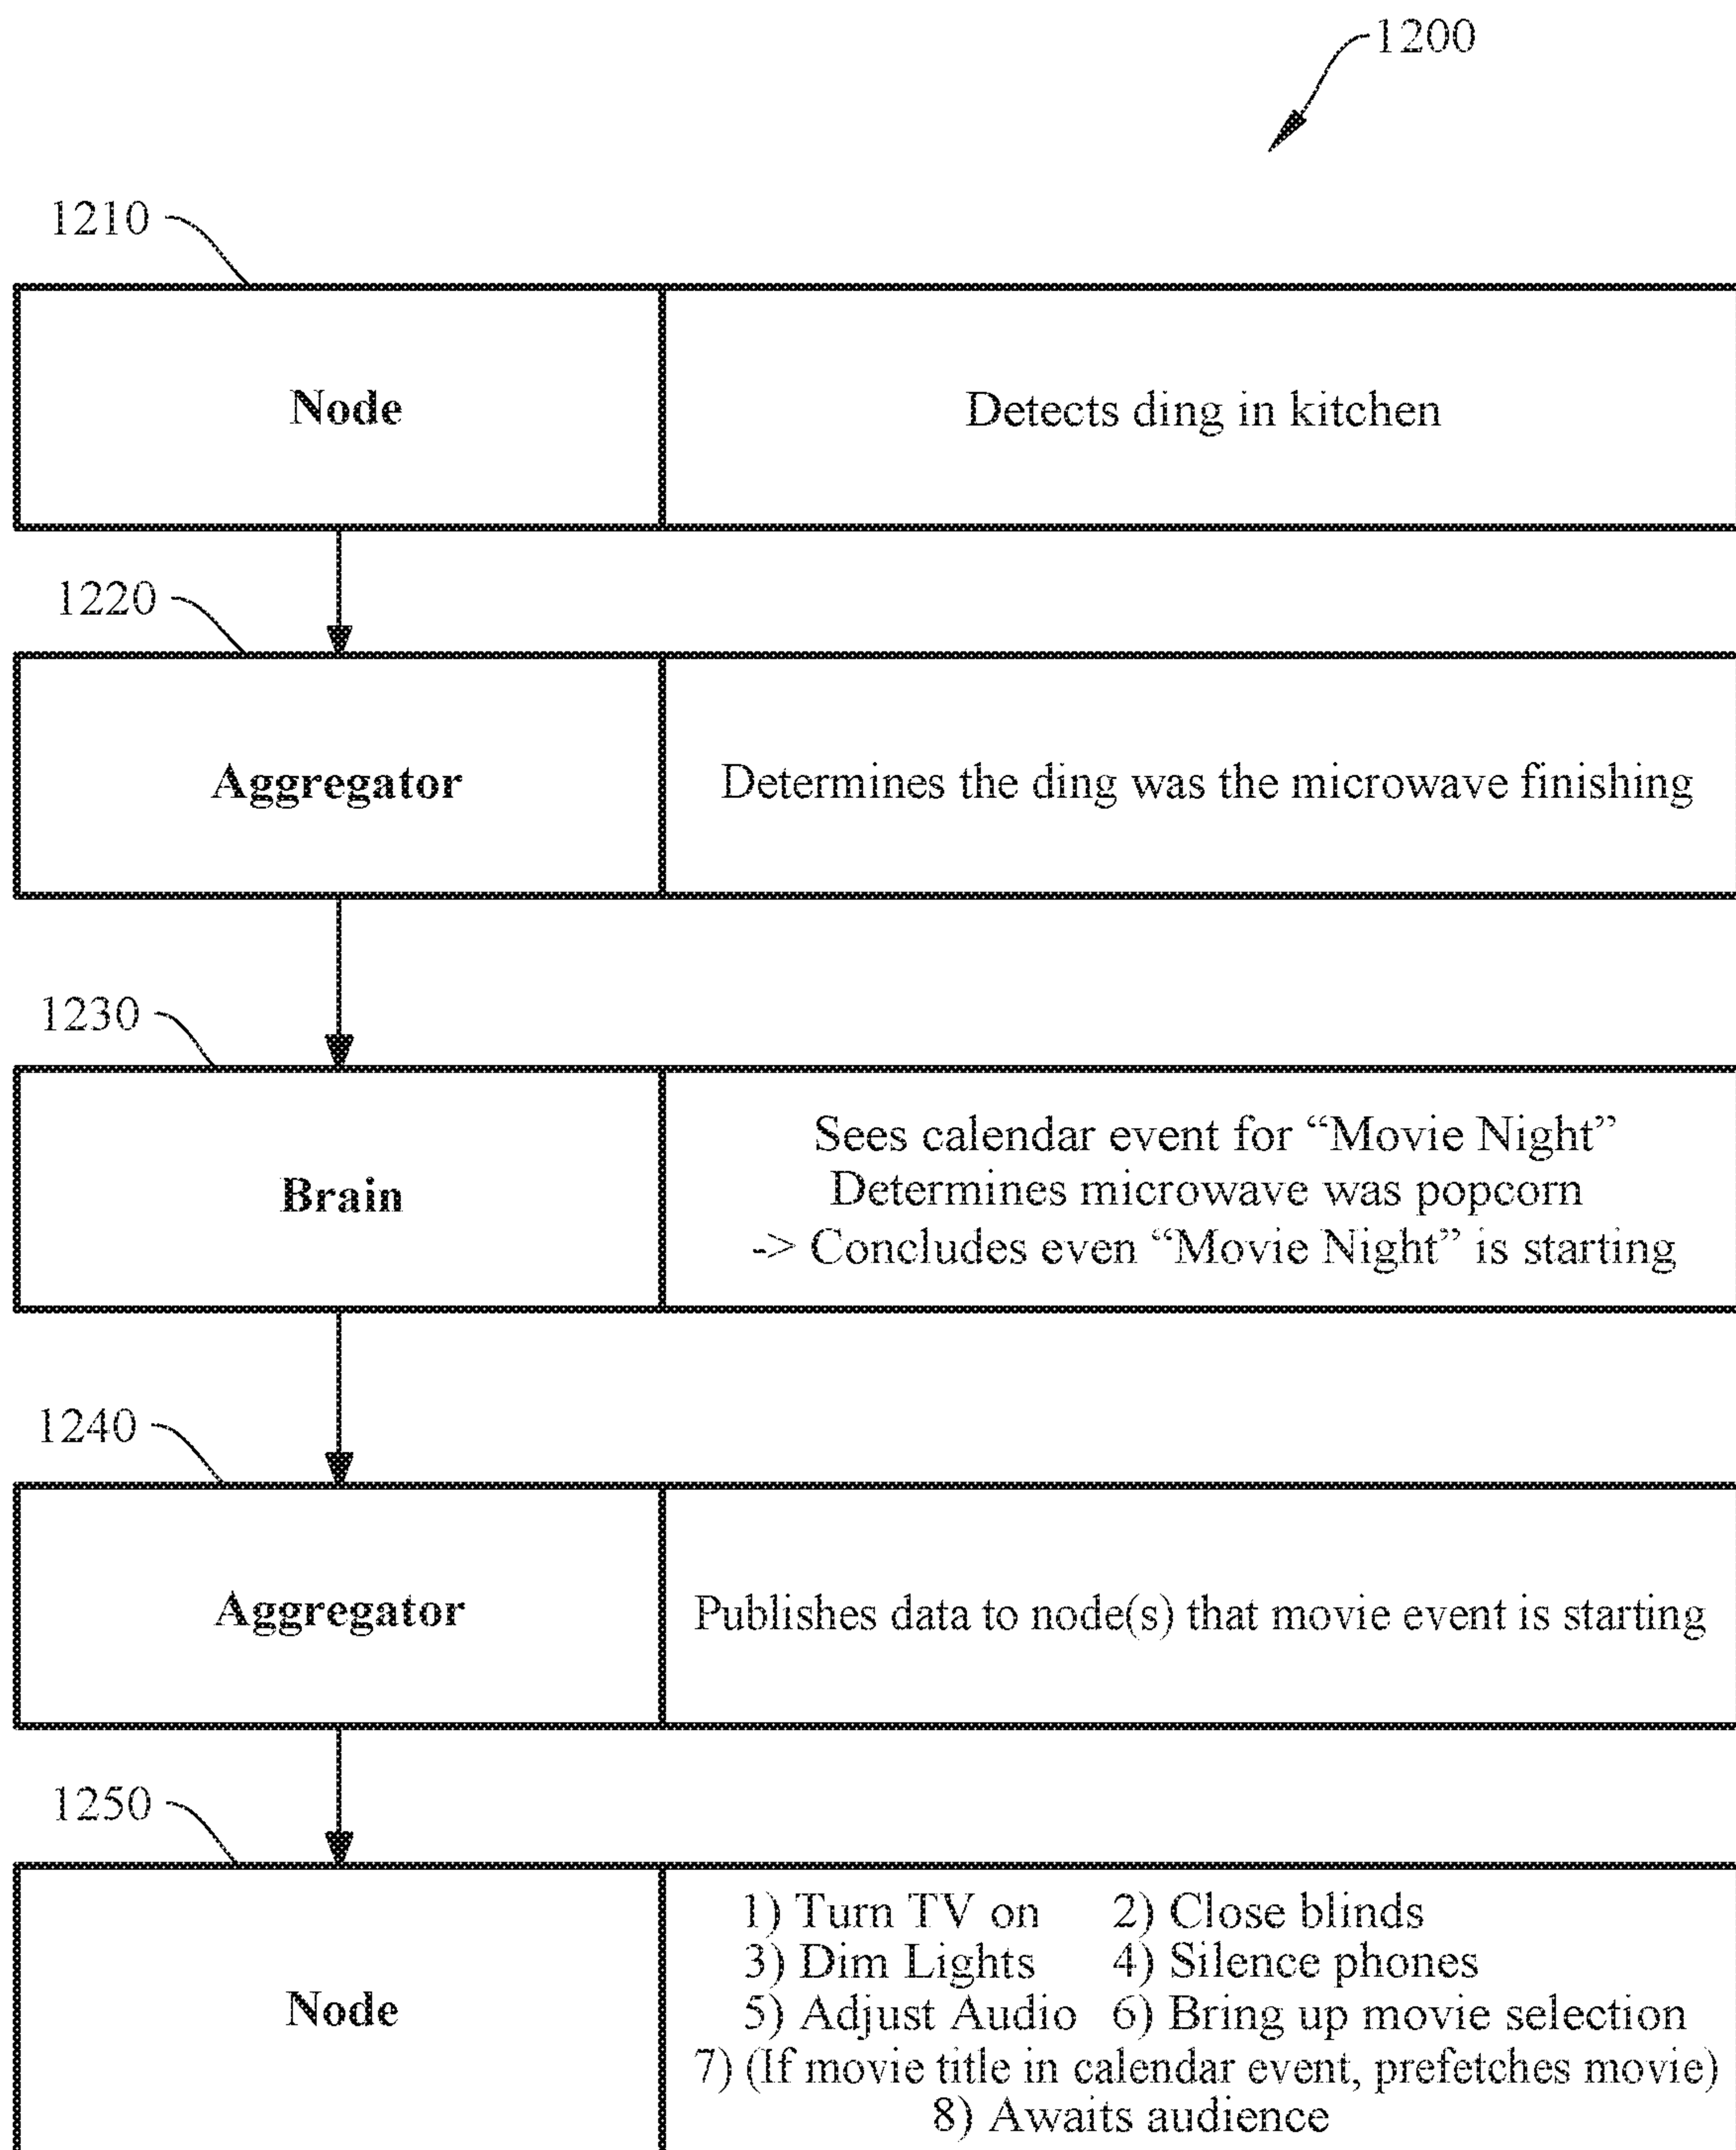 1200
1210
Node
Detects ding in kitchen
1220
Aggregator
Determines the ding was the microwave finishing
1230
Brain
Sees calendar event for “Movie Night”
Determines microwave was popcorn
-> Concludes even “Movie Night” is starting
1240
Aggregator
Publishes data to node(s) that movie event is starting
1250
Node
1) Turn TV on 2) Close blinds
3) Dim Lights 4) Silence phones
5) Adjust Audio 6) Bring up movie selection
7) (If movie title in calendar event, prefetches movie)
8) Awaits audience